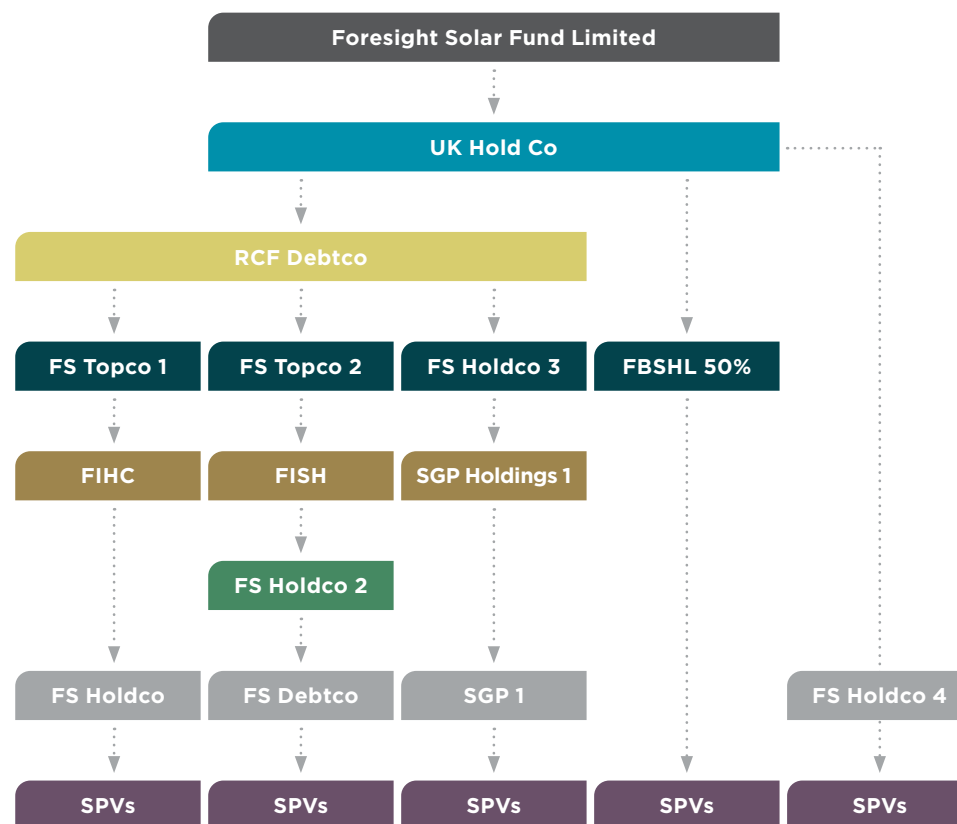 Foresight Solar Fund Limited
UK Hold Co
RCF Debtco
FS Topco 1
FS Topco 2
FS Holdco 3
FBSHL 50%
FIHC
FISH
SGP Holdings 1
FS Holdco 2
FS Holdco
FS Debtco
SGP 1
FS Holdco 4
SPVs
SPVs
SPVs
SPVs
SPVs